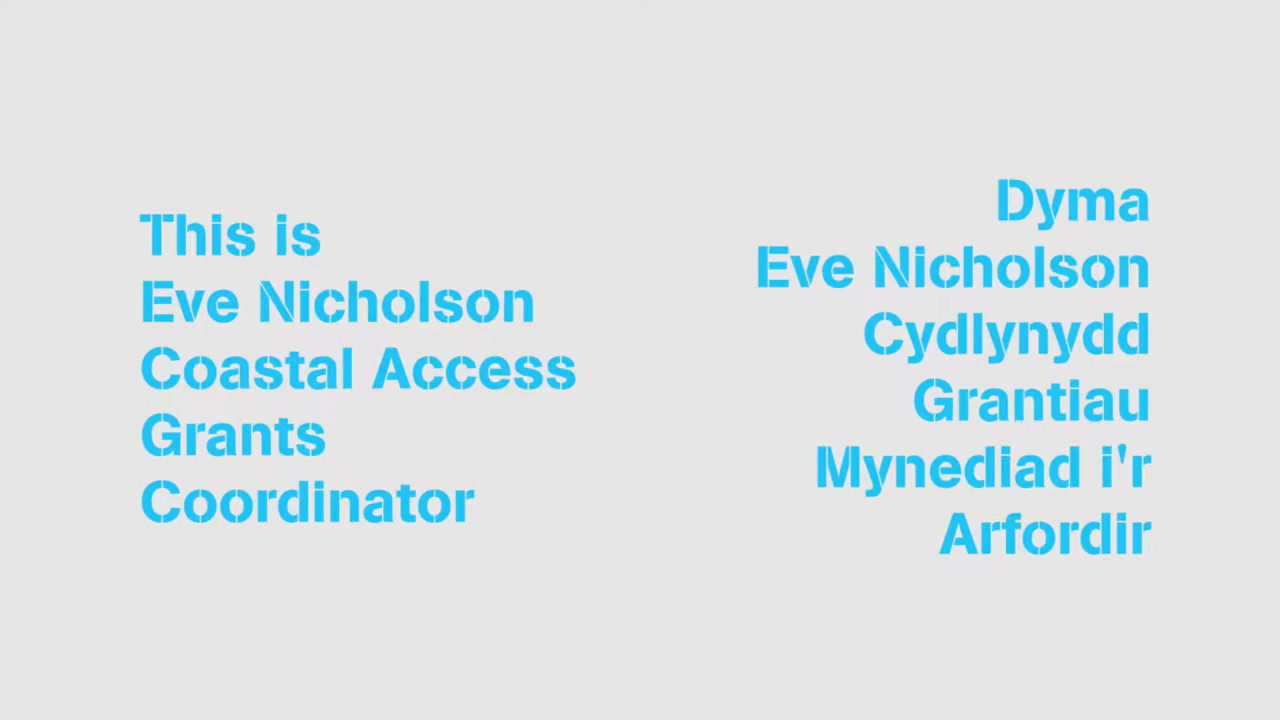 This is
Eve Nicholson
Coastal Access
Grants
Coordinator
Dyma
Eve Nicholson
Cydlynydd
Grantiau
Mynediad i'r
Arfordir